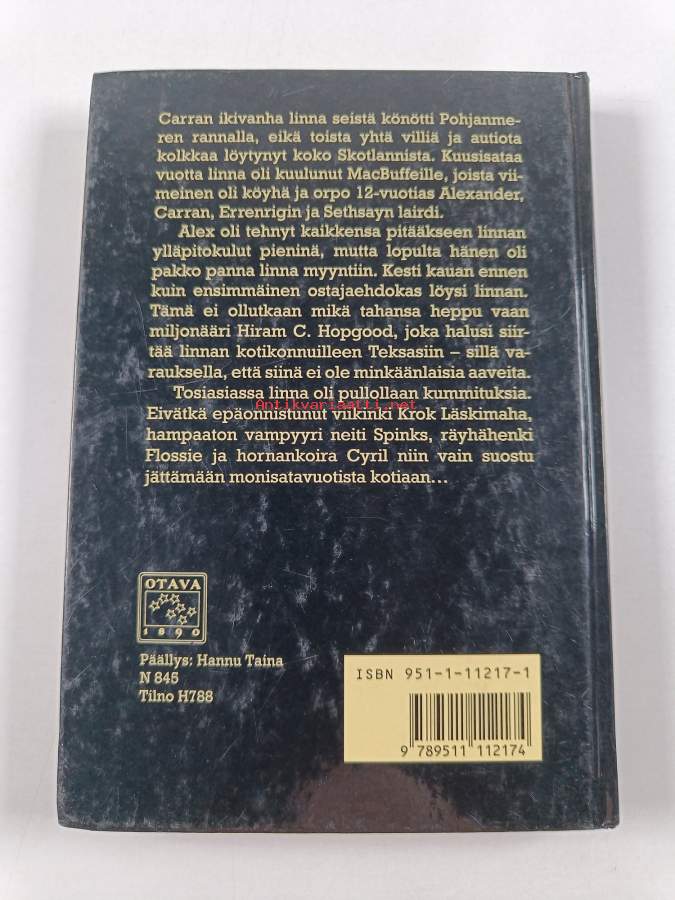 Carran ikivanha linna seistä könötti Pohjanme-
ren rannalla, eikä toista yhtä villiä ja autiota
kolkkaa löytynyt koko Skotlannista. Kuusisataa
vuotta linna oli kuulunut MacBuffeille, joista vii-
meinen oli köyhä ja orpo 12-vuotias Alexander,
Carran, Errenrigin ja Sethsayn lairdi.
Alex oli tehnyt kaikkensa pitääkseen linnan
ylläpitokulut pieninä, mutta lopulta hänen oli
pakko panna linna myyntiin. Kesti kauan ennen
kuin ensimmäinen ostajaehdokas löysi linnan.
Tämä ei ollutkaan mikä tahansa heppu vaan
miljonääri Hiram C. Hopgood, joka halusi siir-
tää linnan kotikonnuilleen Teksasiin – sillä va-
rauksella, että siinä ei ole minkäänlaisia aaveita.
Tosiasiassa linna oli pullollaan kummituksia.
Antikvariaatti.net
Eivätkä epäonnistunut viikinki Krok Läskimaha,
hampaaton vampyyri neiti Spinks, räyhähenki
Flossie ja hornankoira Cyril niin vain suostu
jättämään monisatavuotista kotiaan...
OTAVA
1890
Päällys: Hannu Taina
N 845
Tilno H788
ISBN 951-1-11217-1
9 789511 112174